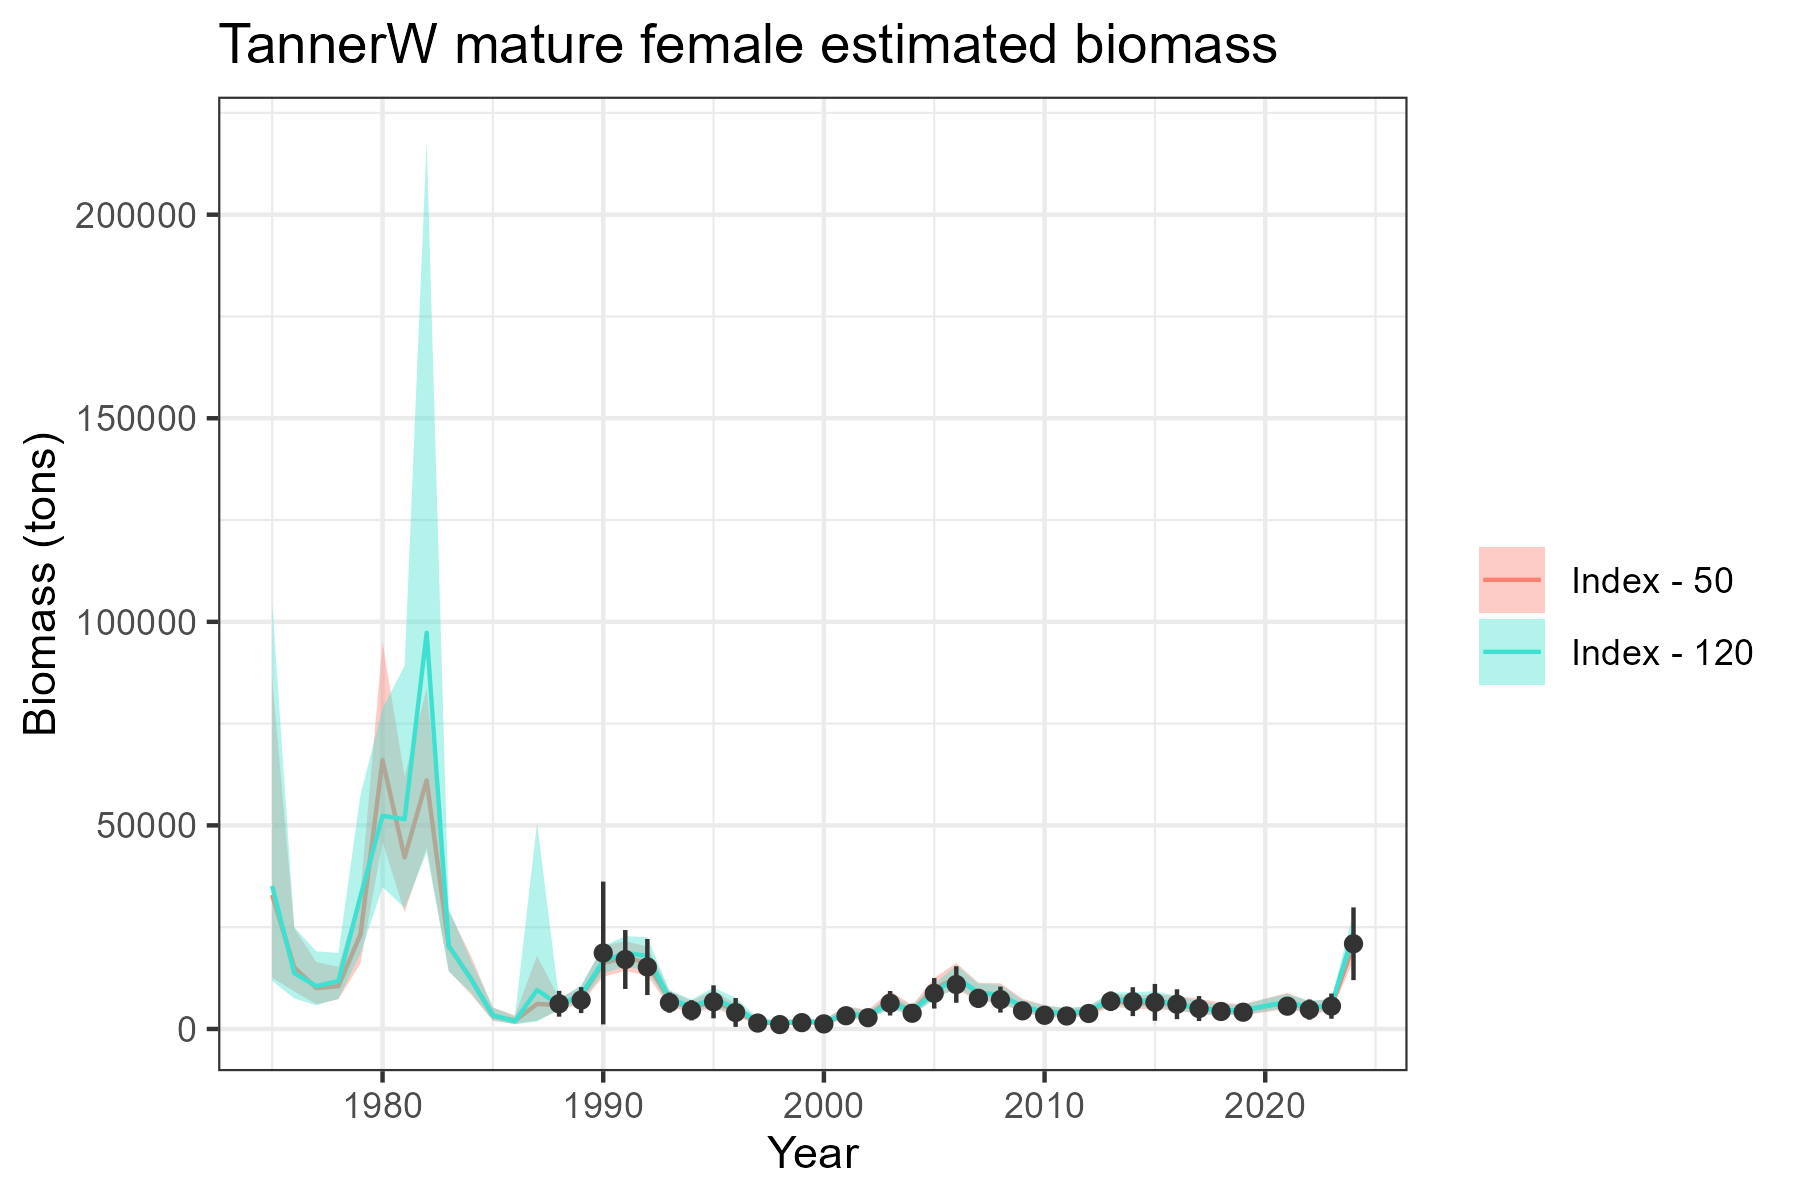 TannerW mature female estimated biomass
Biomass (tons)
200000
150000
100000
50000
0
1980 1990 2000 2010 2020
Year
Index - 50
Index - 120